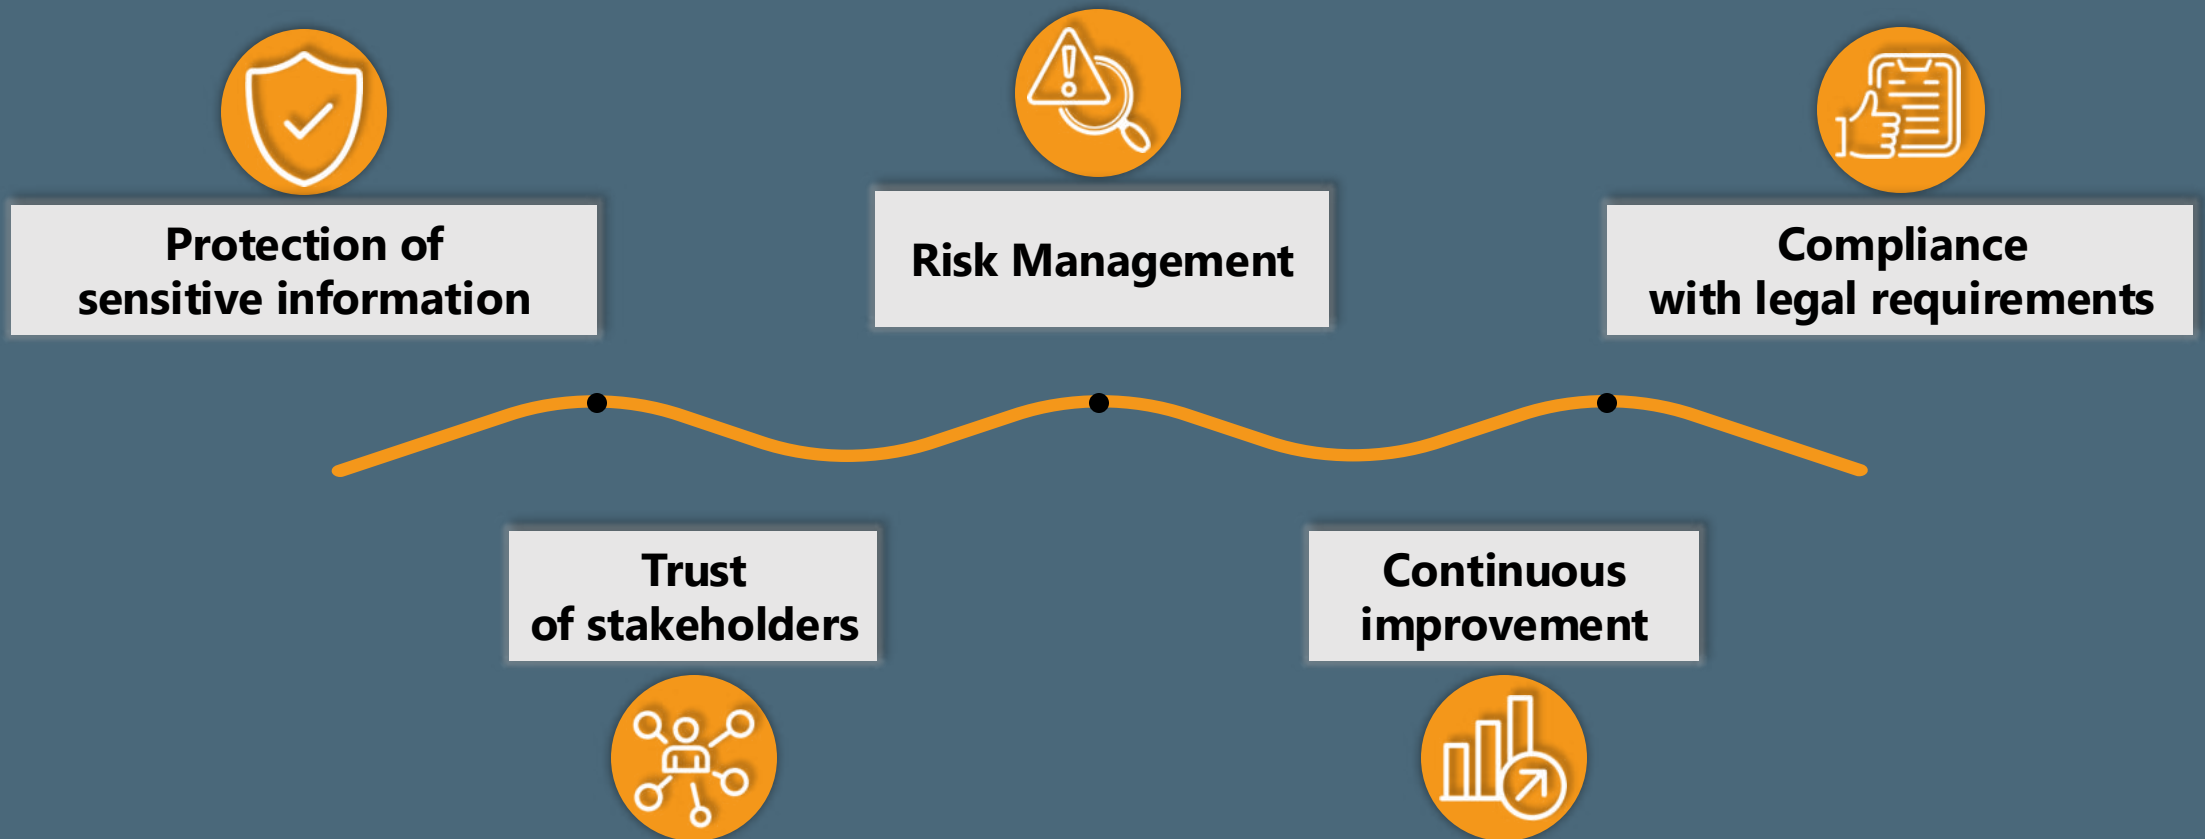 Protection of
sensitive information
Risk Management
Compliance
with legal requirements
Trust
of stakeholders
Continuous
improvement